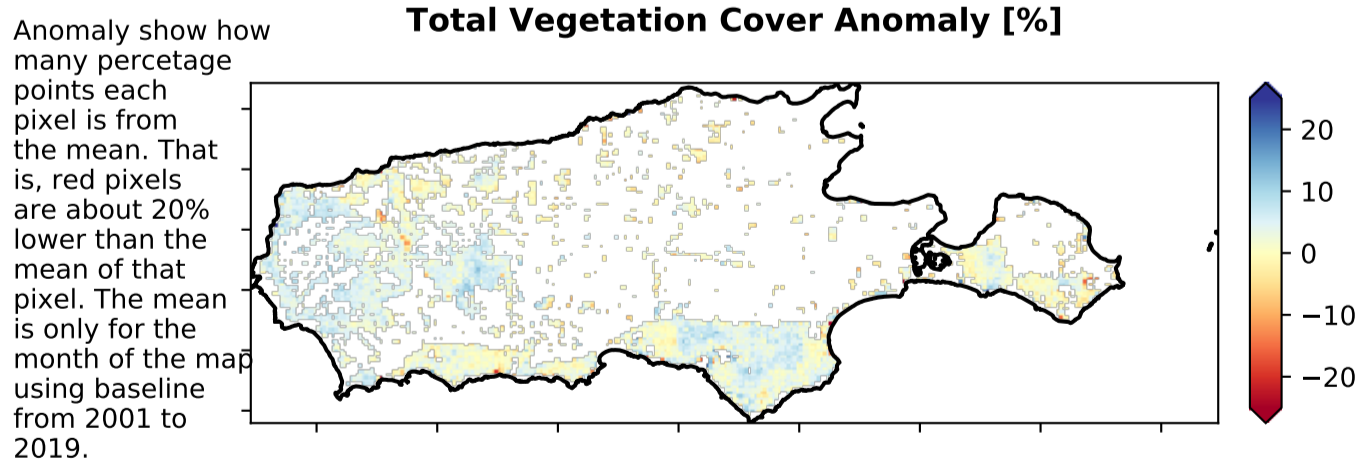 Total Vegetation Cover Anomaly [%]
Anomaly show how
many percetage
points each
pixel is from
the mean. That
is, red pixels
are about 20%
lower than the
mean of that
pixel. The mean
is only for the
month of the map
using baseline
from 2001 to
2019.
20
10
0
−10
−20